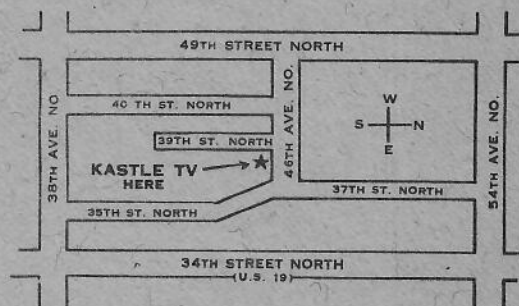 49TH STREET NORTH
38TH AVE. NO.
40 TH ST. NORTH
46TH AVE. NO.
54TH AVE. NO.
W
S N
E
39TH ST. NORTH
KASTLE TV
HERE
37TH ST. NORTH
35TH ST. NORTH
34TH STREET NORTH
(U.S. 19)